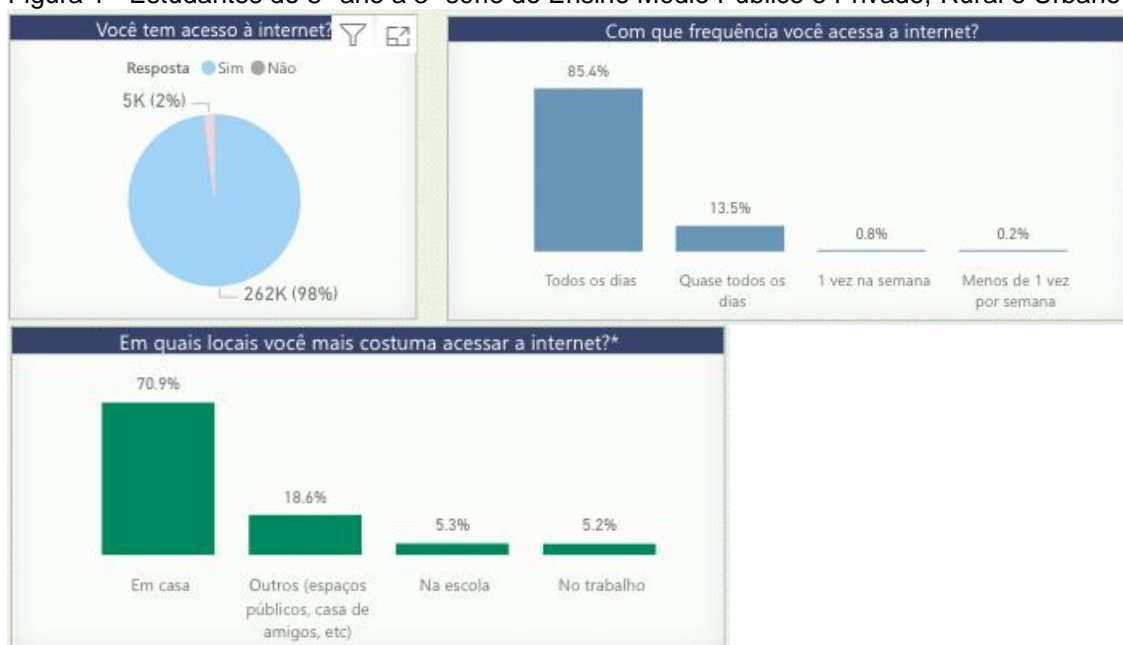 Você tem acesso à internet?
Resposta Sim Não
5K (2%)
262K (98%)
Com que frequência você acessa a internet?
85.4%
13.5%
0.8%
0.2%
Todos os dias
Quase todos os
dias
1 vez na semana
Menos de 1 vez
por semana
Em quais locais você mais costuma acessar a internet?*
70.9%
18.6%
5.3%
5.2%
Em casa
Outros (espaços
públicos, casa de
amigos, etc)
Na escola
No trabalho